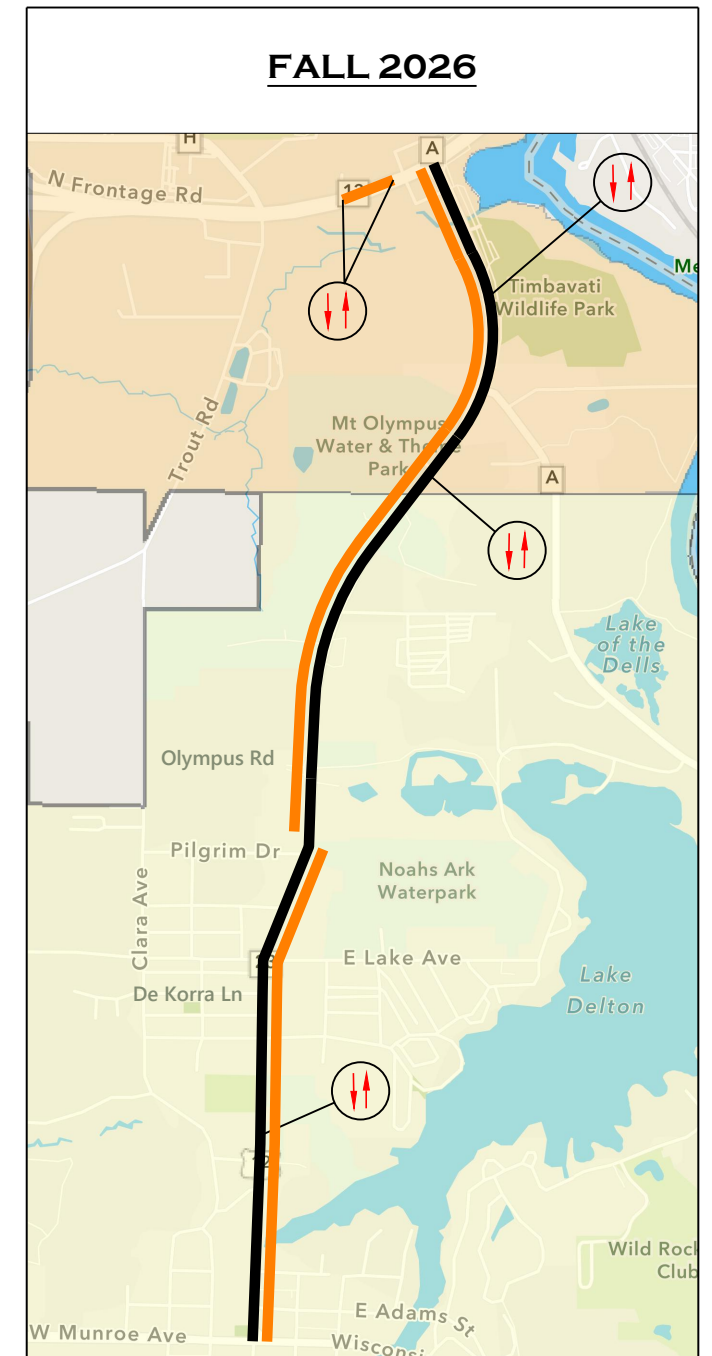 FALL 2026
H
A
N Frontage Rd
Timbavati
Wildlife Park
Trout Rd
Mt Olympus
Water & Theme
Park
A
Lake
of the
Dells
Olympus Rd
Pilgrim Dr
Noahs Ark
Waterpark
Clara Ave
E Lake Ave
Lake
Delton
De Korra Ln
Wild Rock
Club
E Adams St
W Munroe Ave